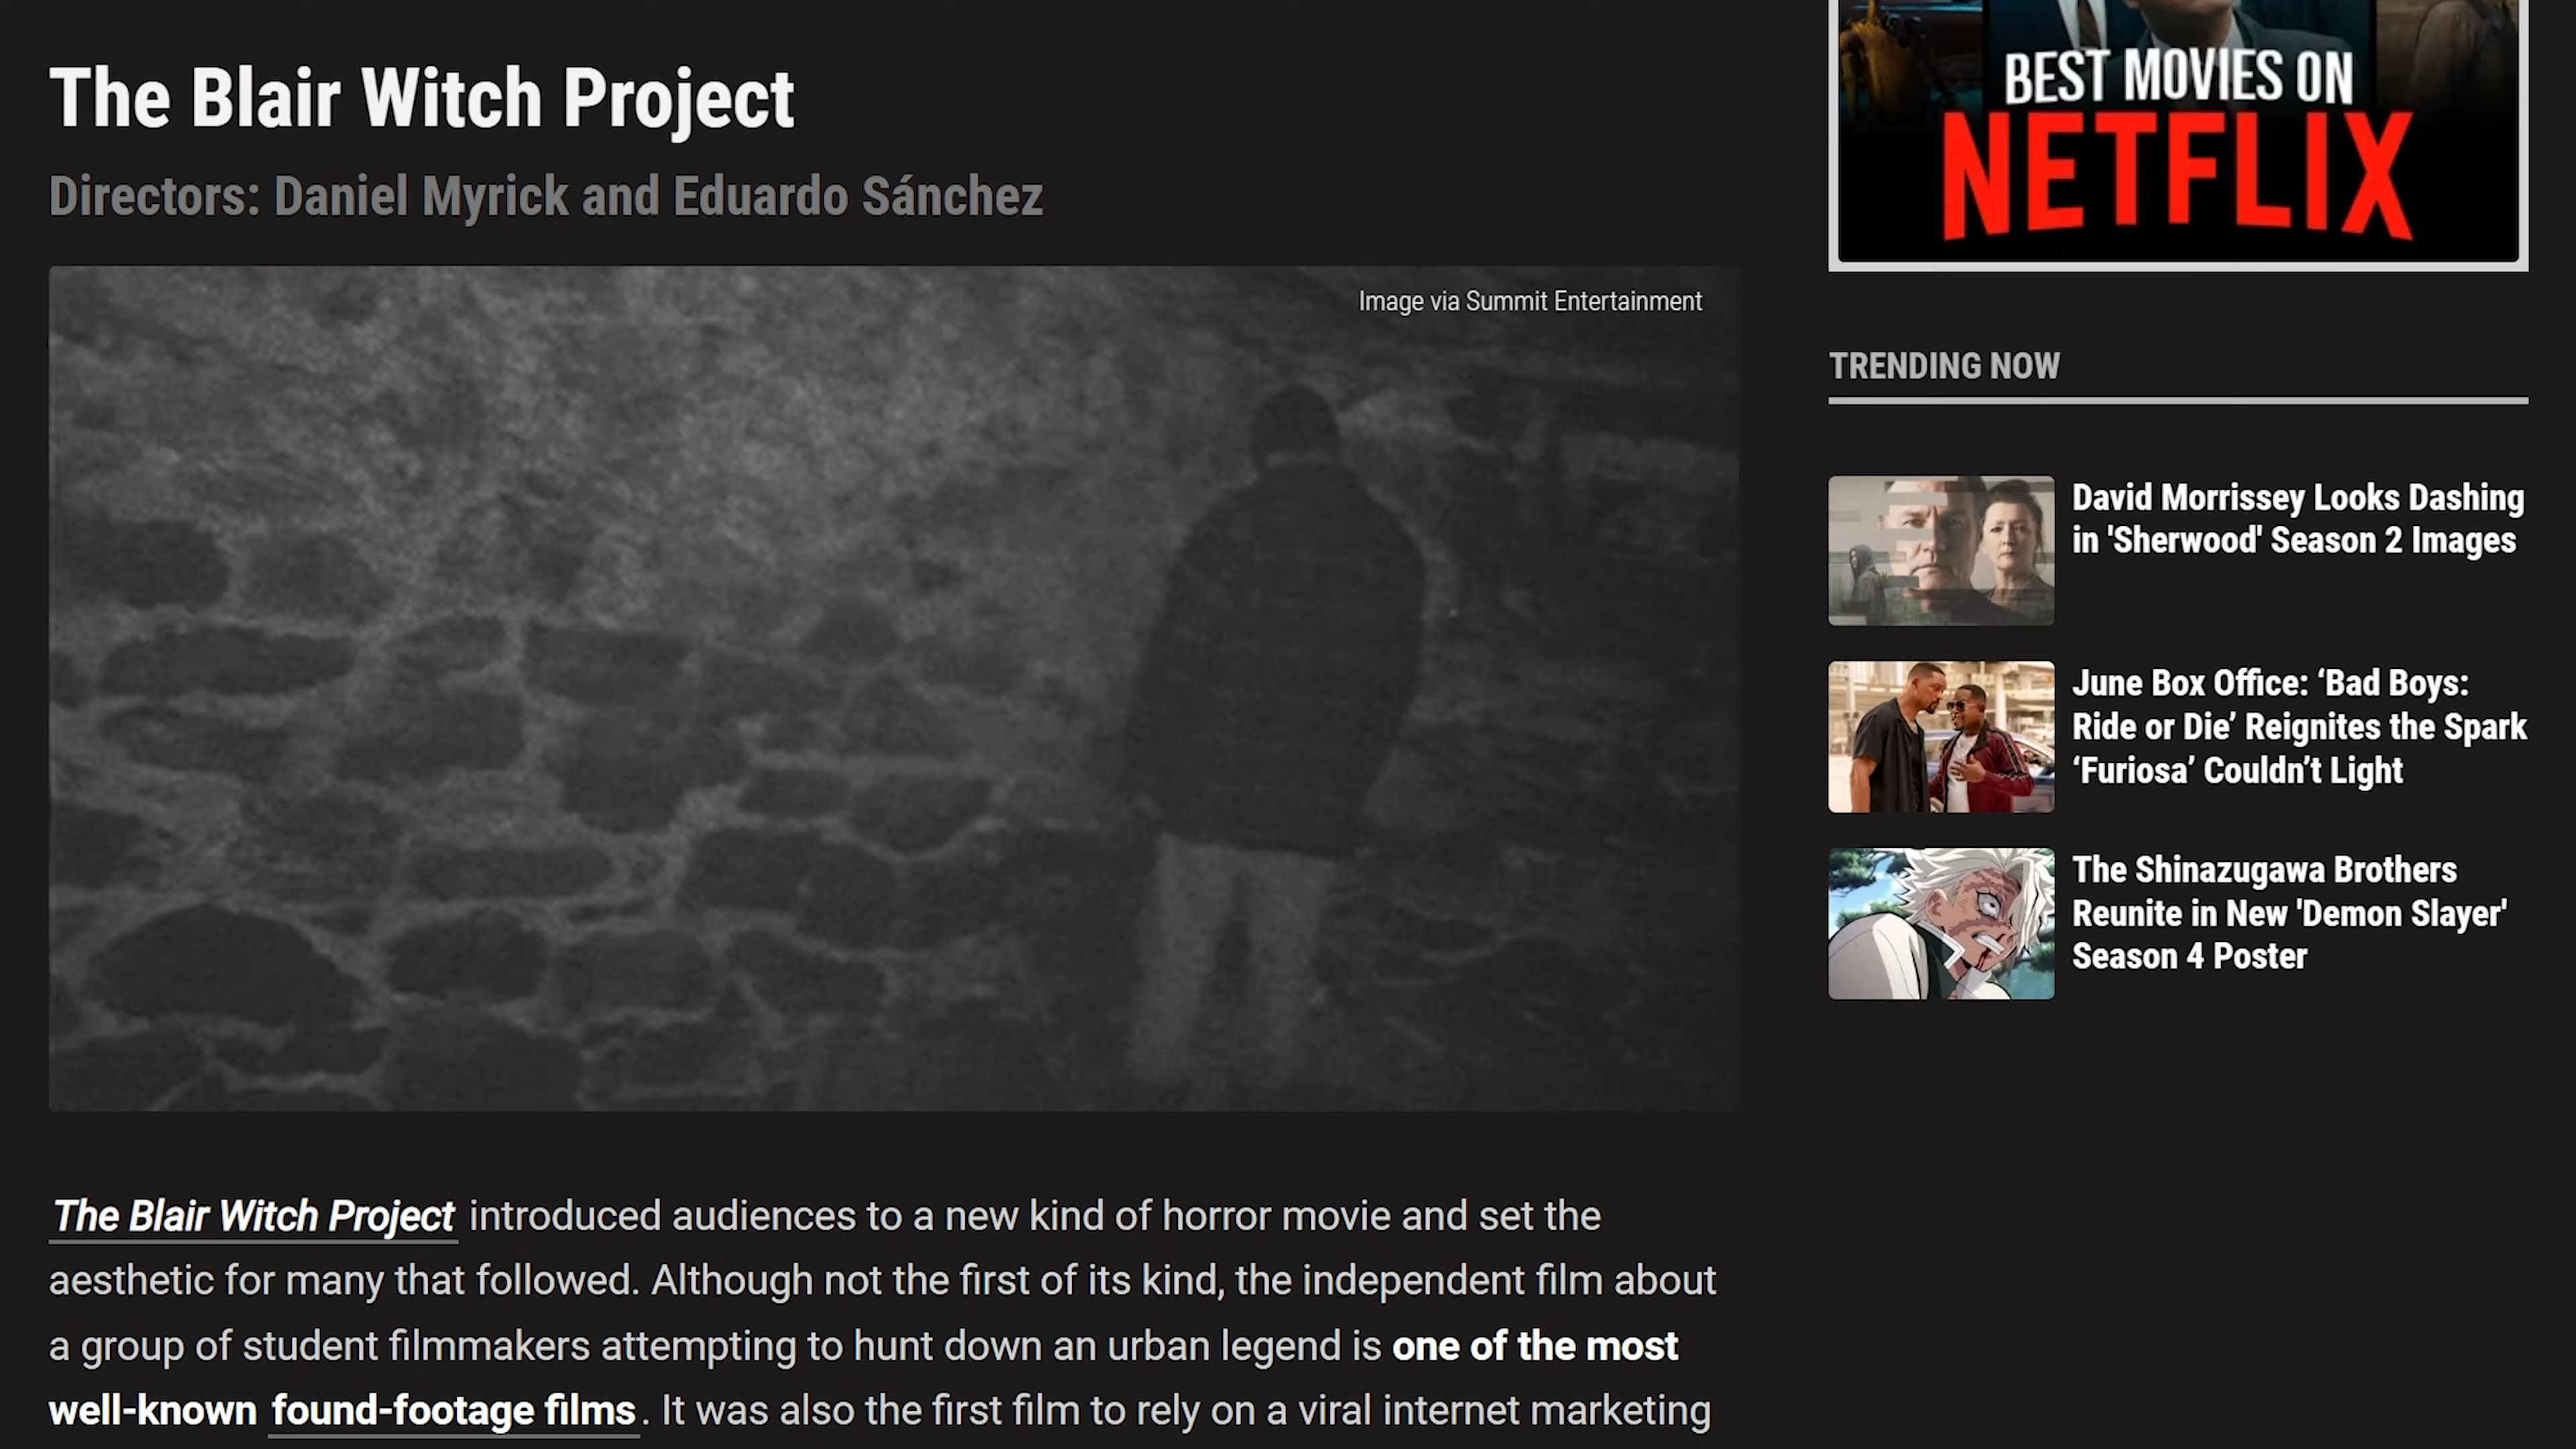 The Blair Witch Project
Directors: Daniel Myrick and Eduardo Sánchez
Image via Summit Entertainment
The Blair Witch Project introduced audiences to a new kind of horror movie and set the
aesthetic for many that followed. Although not the first of its kind, the independent film about
a group of student filmmakers attempting to hunt down an urban legend is one of the most
well-known found-footage films. It was also the first film to rely on a viral internet marketing
BEST MOVIES ON
NETFLIX
TRENDING NOW
David Morrissey Looks Dashing
in 'Sherwood' Season 2 Images
June Box Office: ‘Bad Boys:
Ride or Die’ Reignites the Spark
‘Furiosa’ Couldn’t Light
The Shinazugawa Brothers
Reunite in New 'Demon Slayer'
Season 4 Poster